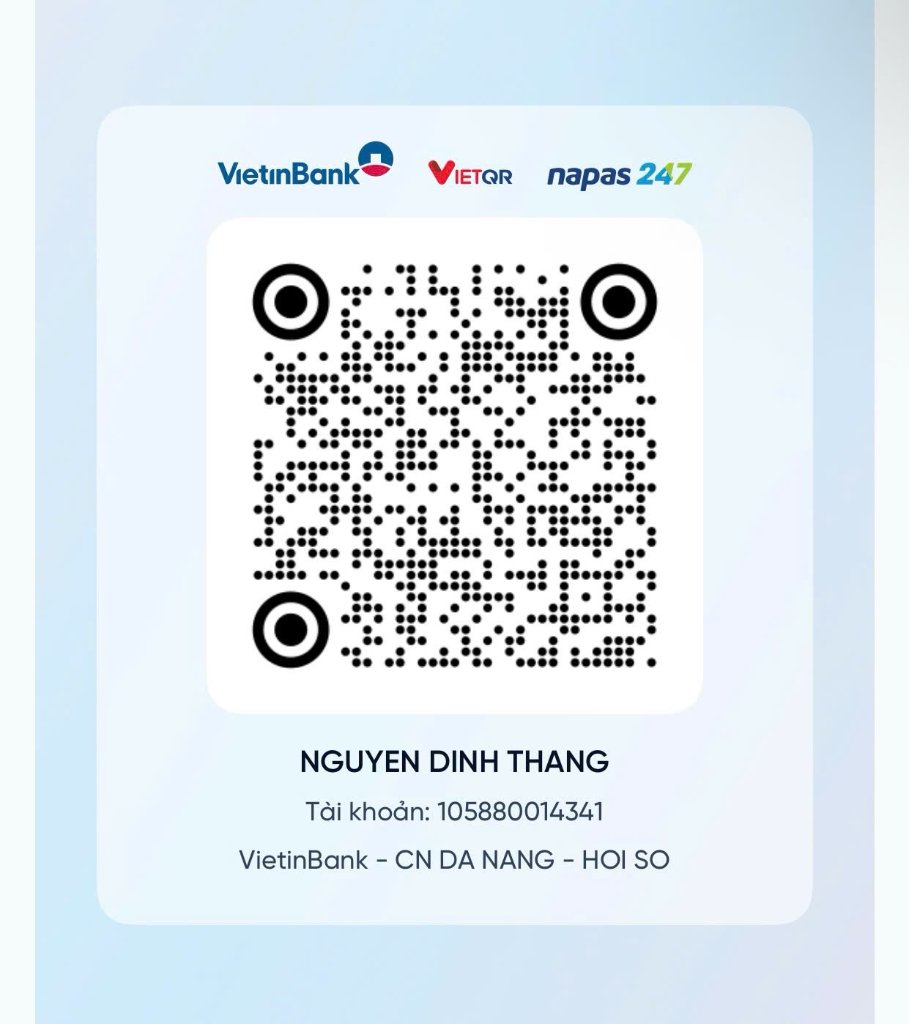 VietinBank VIETQR napas 247
NGUYEN DINH THANG
Tài khoản: 105880014341
VietinBank - CN DA NANG - HOI SO